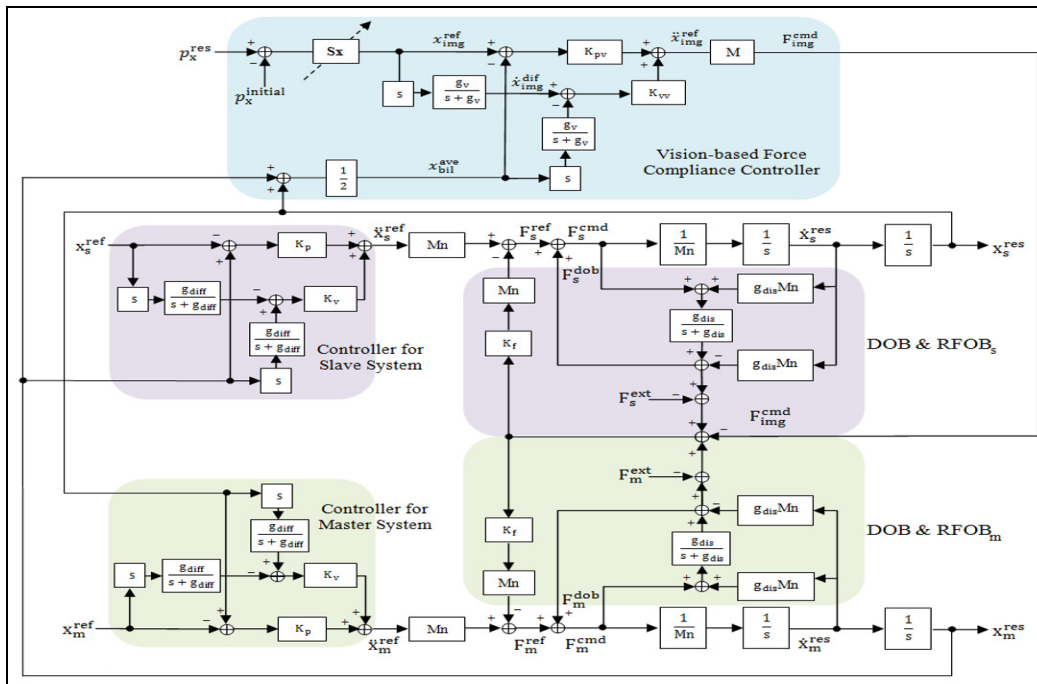 p_x^res
+
−
Sx
x_img^ref
+
−
K_pv
+
+
ẍ_img^ref
M
F_img^cmd
p_x^initial
s
g_v / s + g_v
ẋ_img^dif
+
−
K_vv
g_v / s + g_v
s
Vision-based Force
Compliance Controller
+
+
1/2
x_bil^ave
x_s^ref
−
+
K_p
+
+
ẍ_s^ref
Mn
+
−
F_s^ref
+
+
F_s^cmd
1/Mn
1/s
ẋ_s^res
1/s
x_s^res
s
g_diff / s + g_diff
−
+
K_v
g_diff / s + g_diff
s
Controller for
Slave System
F_s^dob
Mn
K_f
+
+
g_dis Mn
g_dis / s + g_dis
+
−
g_dis Mn
DOB & RFOB_s
F_s^ext
−
+
F_img^cmd
+
−
+
F_m^ext
−
+
s
g_diff / s + g_diff
Controller for
Master System
K_f
Mn
+
−
g_dis Mn
g_dis / s + g_dis
+
+
g_dis Mn
DOB & RFOB_m
s
g_diff / s + g_diff
−
+
K_v
F_m^dob
x_m^ref
−
+
K_p
+
+
ẍ_m^ref
Mn
+
−
F_m^ref
+
+
F_m^cmd
1/Mn
1/s
ẋ_m^res
1/s
x_m^res